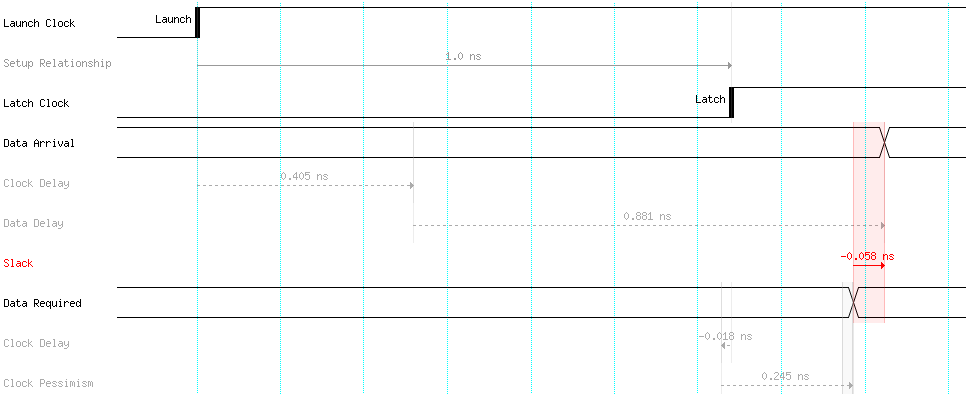 Launch Clock
Launch
Setup Relationship
1.0 ns
Latch Clock
Latch
Data Arrival
Clock Delay
0.405 ns
Data Delay
0.881 ns
Slack
-0.058 ns
Data Required
Clock Delay
-0.018 ns
Clock Pessimism
0.245 ns